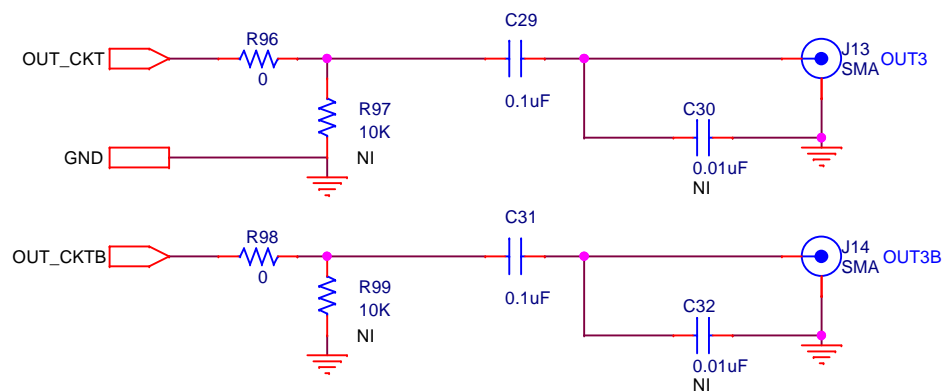 C29
R96
J13
OUT3
OUT_CKT
SMA
0
0.1uF
R97
C30
10K
GND
NI
0.01uF
NI
C31
R98
J14
OUT3B
OUT_CKTB
SMA
0
R99
0.1uF
C32
10K
NI
0.01uF
NI